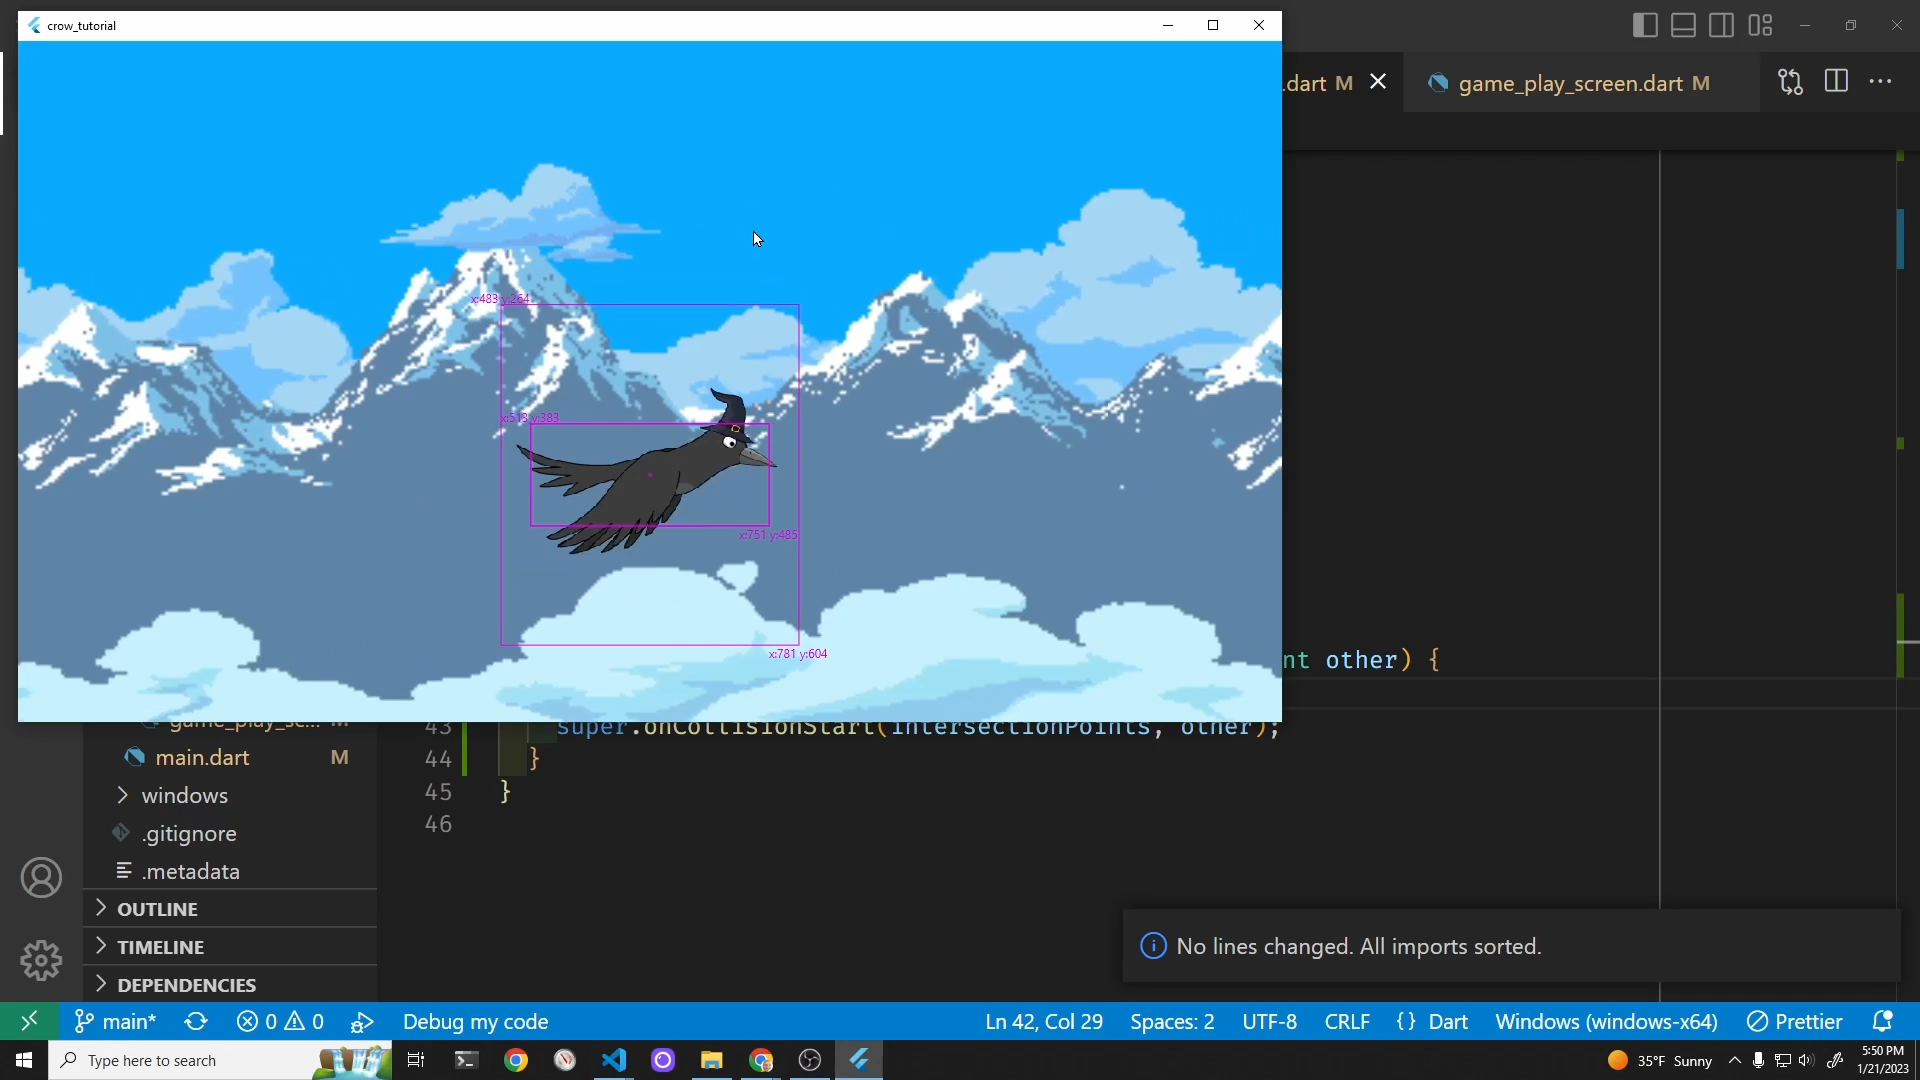 crow_tutorial
.dart M
game_play_screen.dart M
x:483 y:264
x:513 y:383
x:751 y:485
x:781 y:604
nt other) {
43 super.onCollisionStart(intersectionPoints, other);
44 }
45 }
46
game_play_sc... M
main.dart M
windows
.gitignore
.metadata
OUTLINE
TIMELINE
DEPENDENCIES
No lines changed. All imports sorted.
main* 0 0 Debug my code Ln 42, Col 29 Spaces: 2 UTF-8 CRLF {} Dart Windows (windows-x64) Prettier
Type here to search 35°F Sunny 5:50 PM
1/21/2023